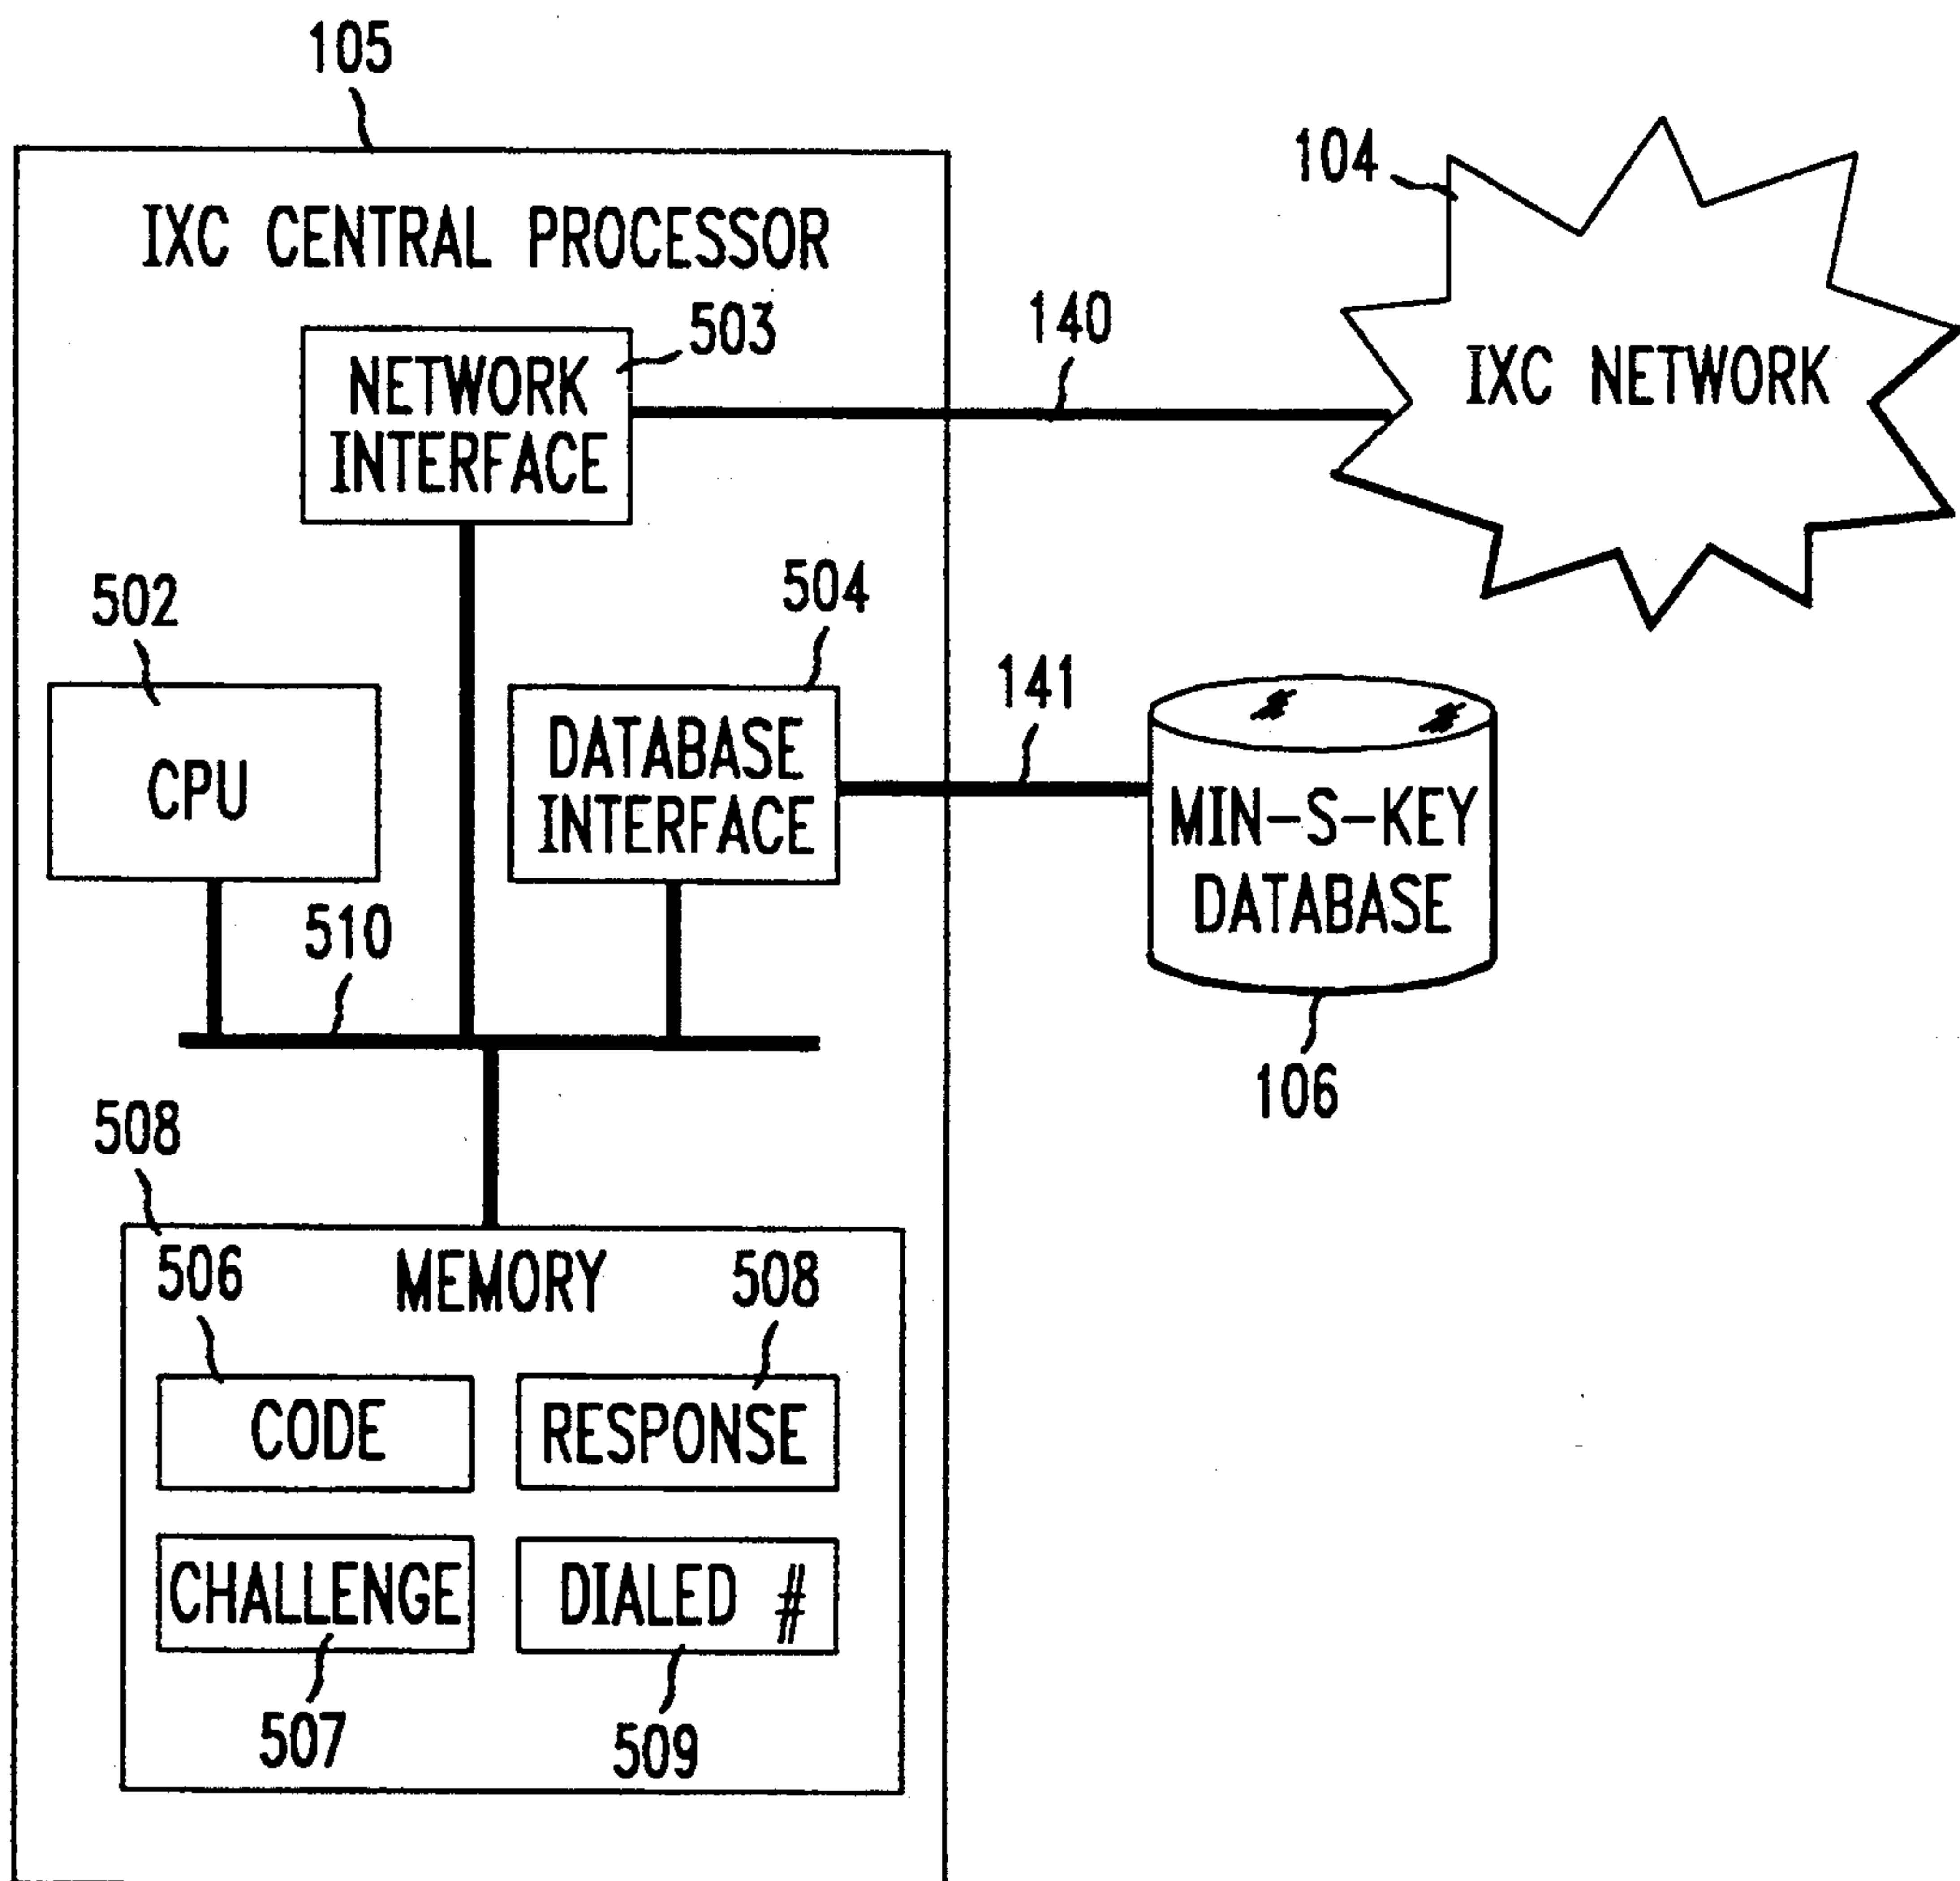 105
IXC CENTRAL PROCESSOR
104
503
140
NETWORK
INTERFACE
IXC NETWORK
502
504
141
CPU
DATABASE
INTERFACE
MIN-S-KEY
DATABASE
510
106
508
506
MEMORY
508
CODE
RESPONSE
CHALLENGE
DIALED #
507
509